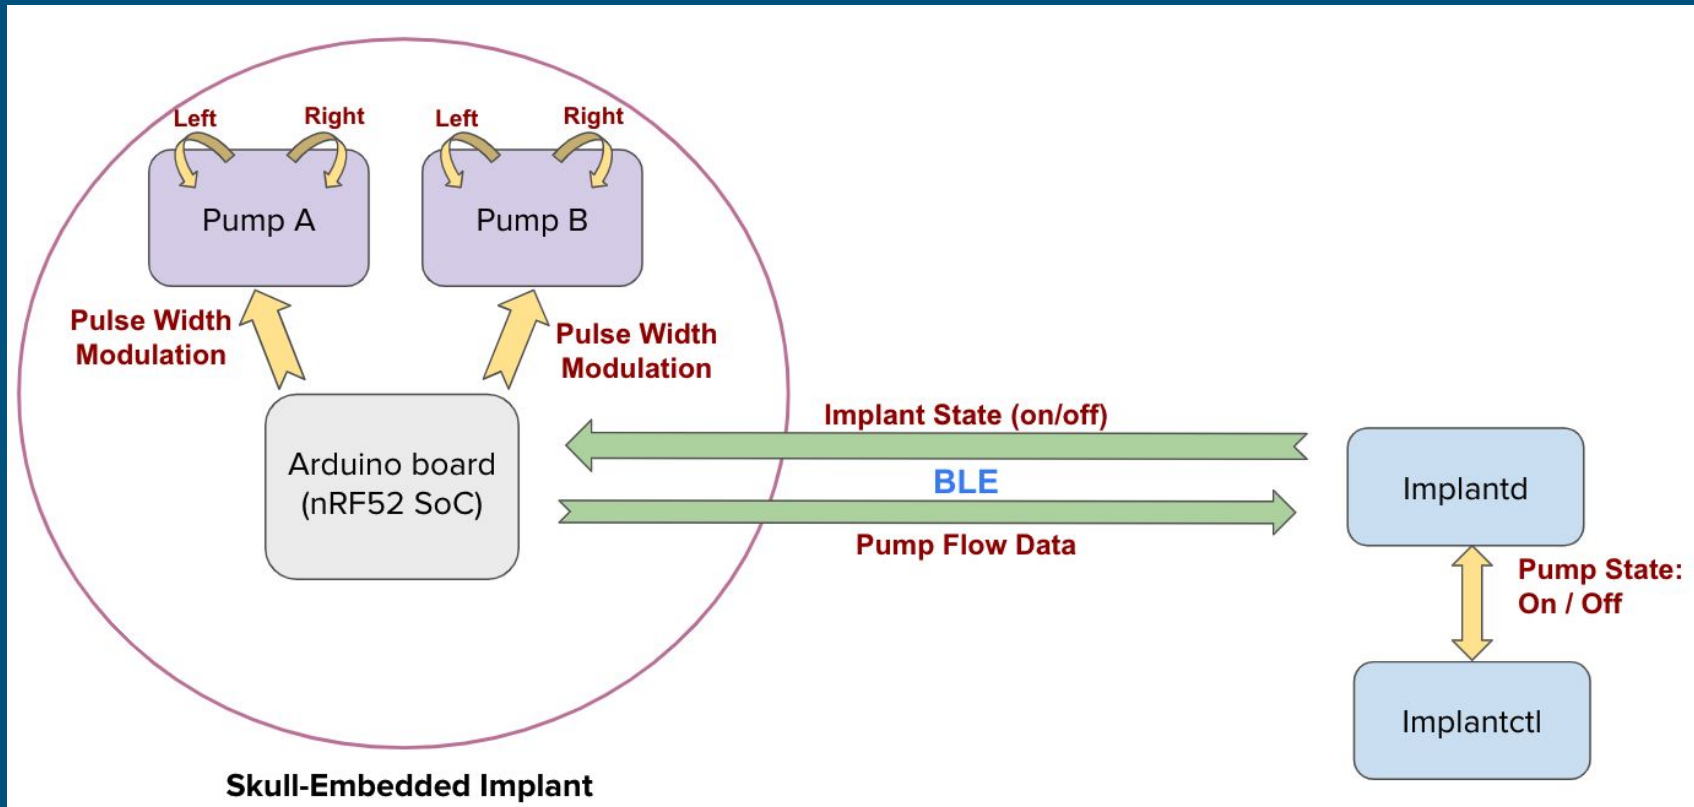 Left
Right
Left
Right
Pump A
Pump B
Pulse Width
Modulation
Pulse Width
Modulation
Arduino board
(nRF52 SoC)
Implant State (on/off)
BLE
Pump Flow Data
Implantd
Pump State:
On / Off
Implantctl
Skull-Embedded Implant